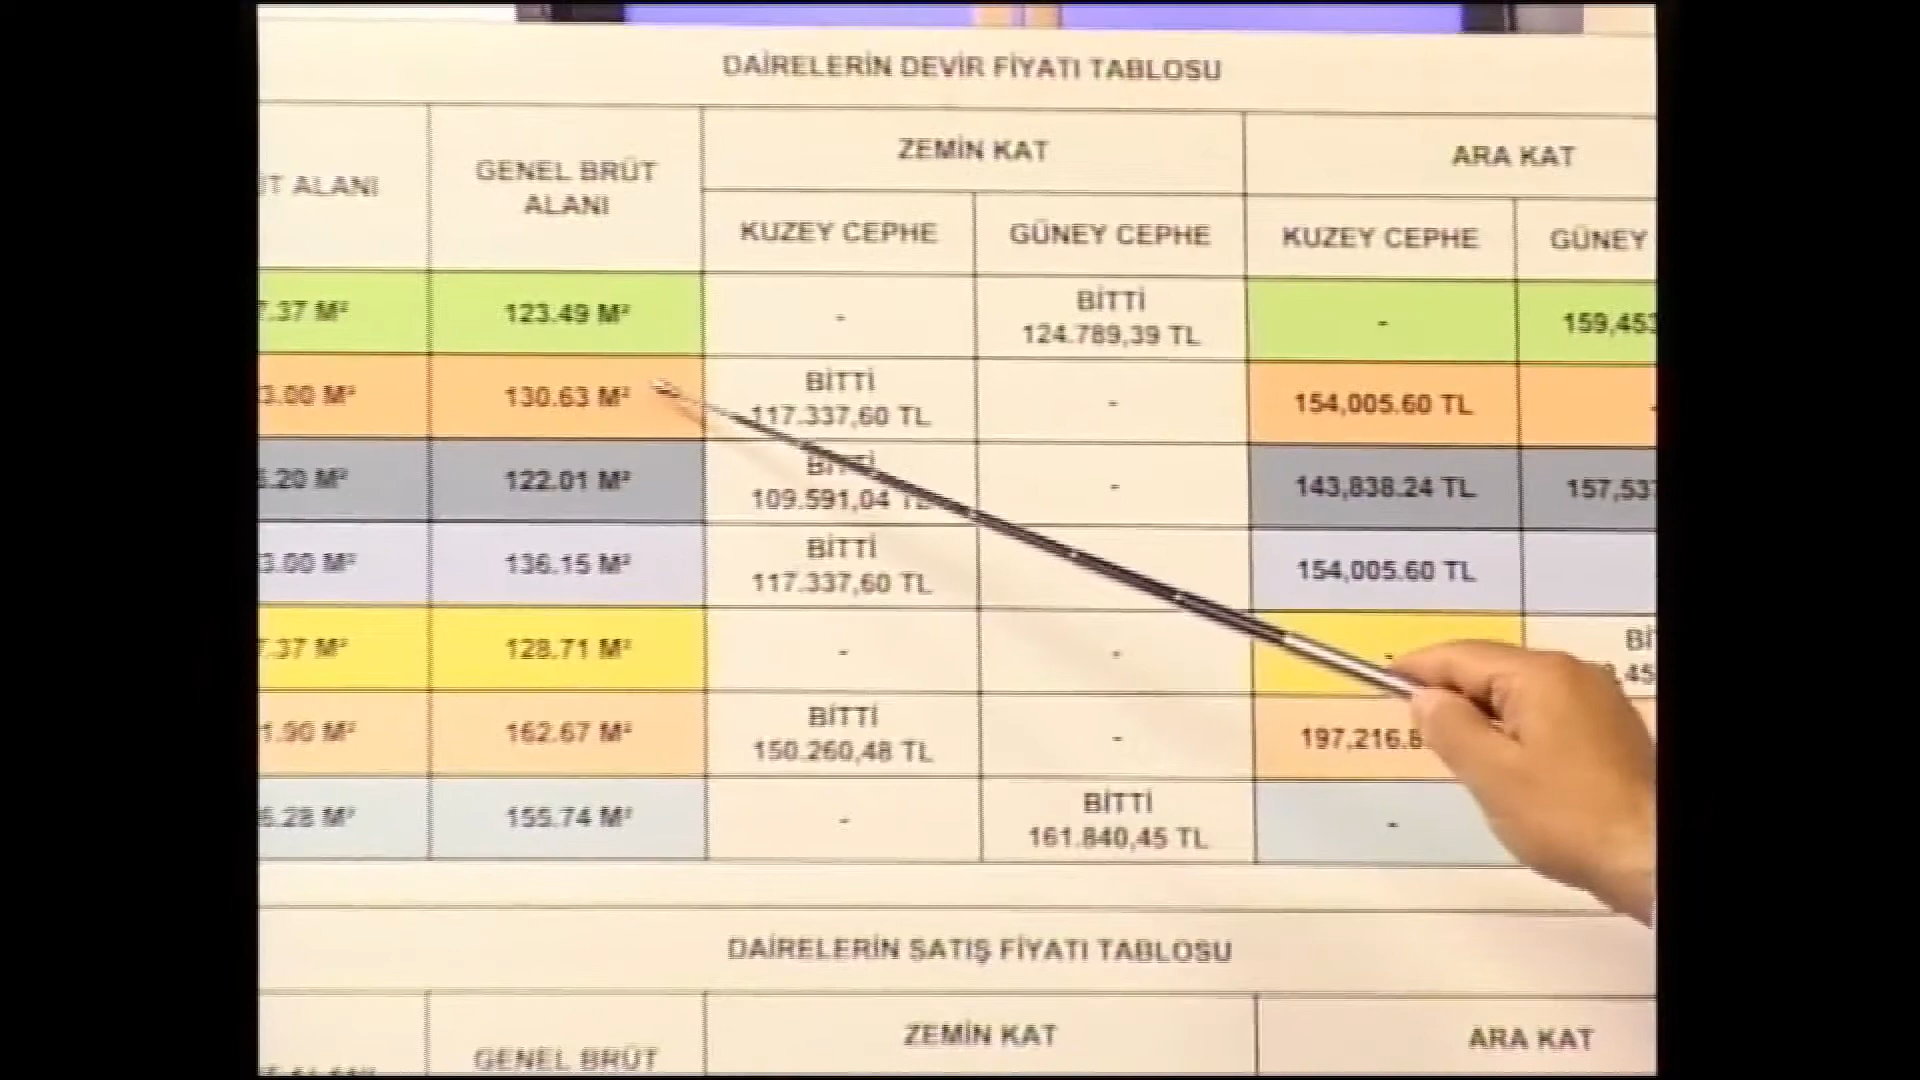 DAİRELERİN DEVİR FİYATI TABLOSU
ZEMİN KAT
ARA KAT
ALANI
GENEL BRÜT
ALANI
KUZEY CEPHE
GÜNEY CEPHE
KUZEY CEPHE
GÜNEY
7.37 M²
123.49 M²
-
BİTTİ
124.789,39 TL
-
159,453
3.00 M²
130.63 M²
BİTTİ
117.337,60 TL
-
154,005.60 TL
-
.20 M²
122.01 M²
BİTTİ
109.591,04 TL
-
143,838.24 TL
157,537
3.00 M²
136.15 M²
BİTTİ
117.337,60 TL
154,005.60 TL
7.37 M²
128.71 M²
-
-
-
1.90 M²
162.67 M²
BİTTİ
150.260,48 TL
-
197,216.8
6.28 M²
155.74 M²
-
BİTTİ
161.840,45 TL
-
DAİRELERİN SATIŞ FİYATI TABLOSU
ZEMİN KAT
ARA KAT
GENEL BRÜT